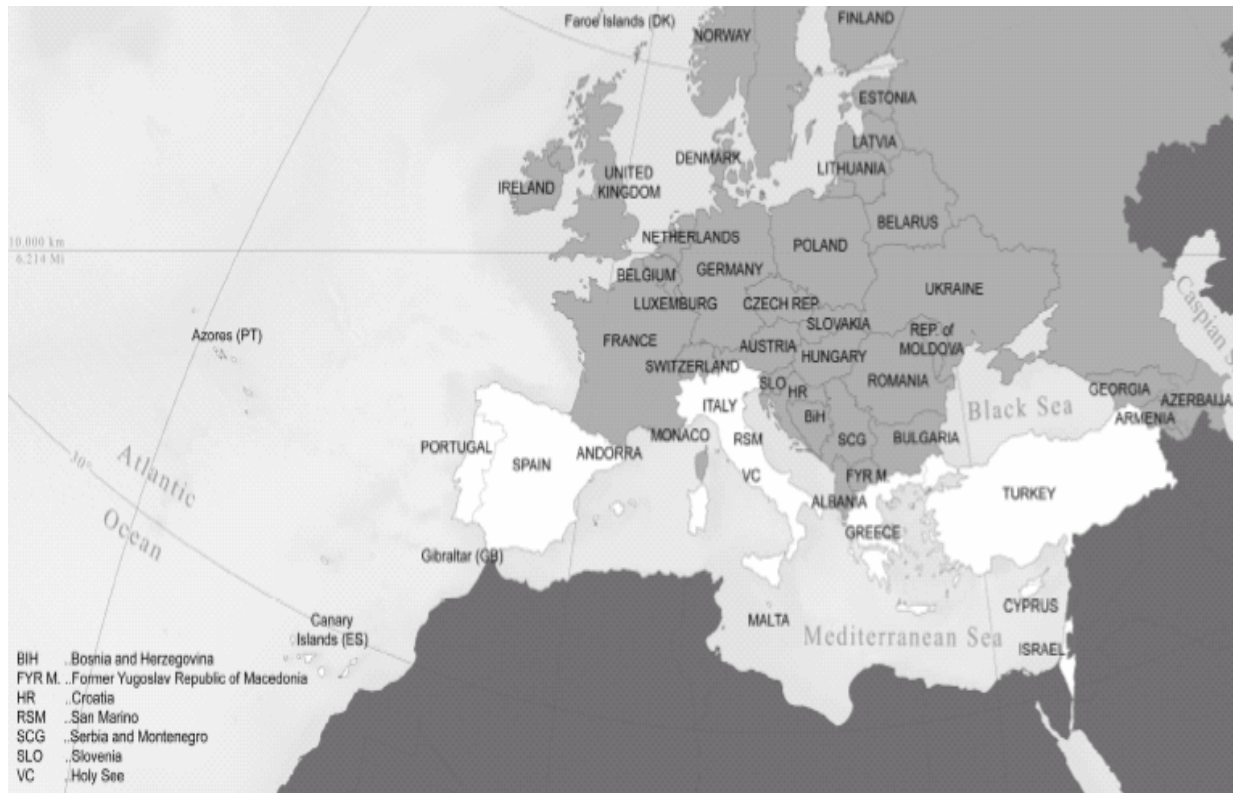 Faroe Islands (DK)
NORWAY
FINLAND
ESTONIA
LATVIA
DENMARK
LITHUANIA
IRELAND
UNITED
KINGDOM
BELARUS
10,000 km
6,214 Mi
NETHERLANDS
POLAND
BELGIUM
GERMANY
UKRAINE
LUXEMBURG
CZECH REP.
Caspian S
SLOVAKIA
Azores (PT)
FRANCE
AUSTRIA
REP. of
MOLDOVA
HUNGARY
SWITZERLAND
ROMANIA
SLO
HR
GEORGIA
AZERBAIJA
ITALY
Black Sea
BiH
ARMENIA
MONACO
RSM
SCG
BULGARIA
PORTUGAL
ANDORRA
SPAIN
Atlantic
Ocean
30°
VC
FYR M.
TURKEY
ALBANIA
GREECE
Gibraltar (GB)
CYPRUS
MALTA
Mediterranean Sea
Canary
Islands (ES)
ISRAEL
BIH ..Bosnia and Herzegovina
FYR M. ..Former Yugoslav Republic of Macedonia
HR ..Croatia
RSM ..San Marino
SCG ..Serbia and Montenegro
SLO ..Slovenia
VC ..Holy See